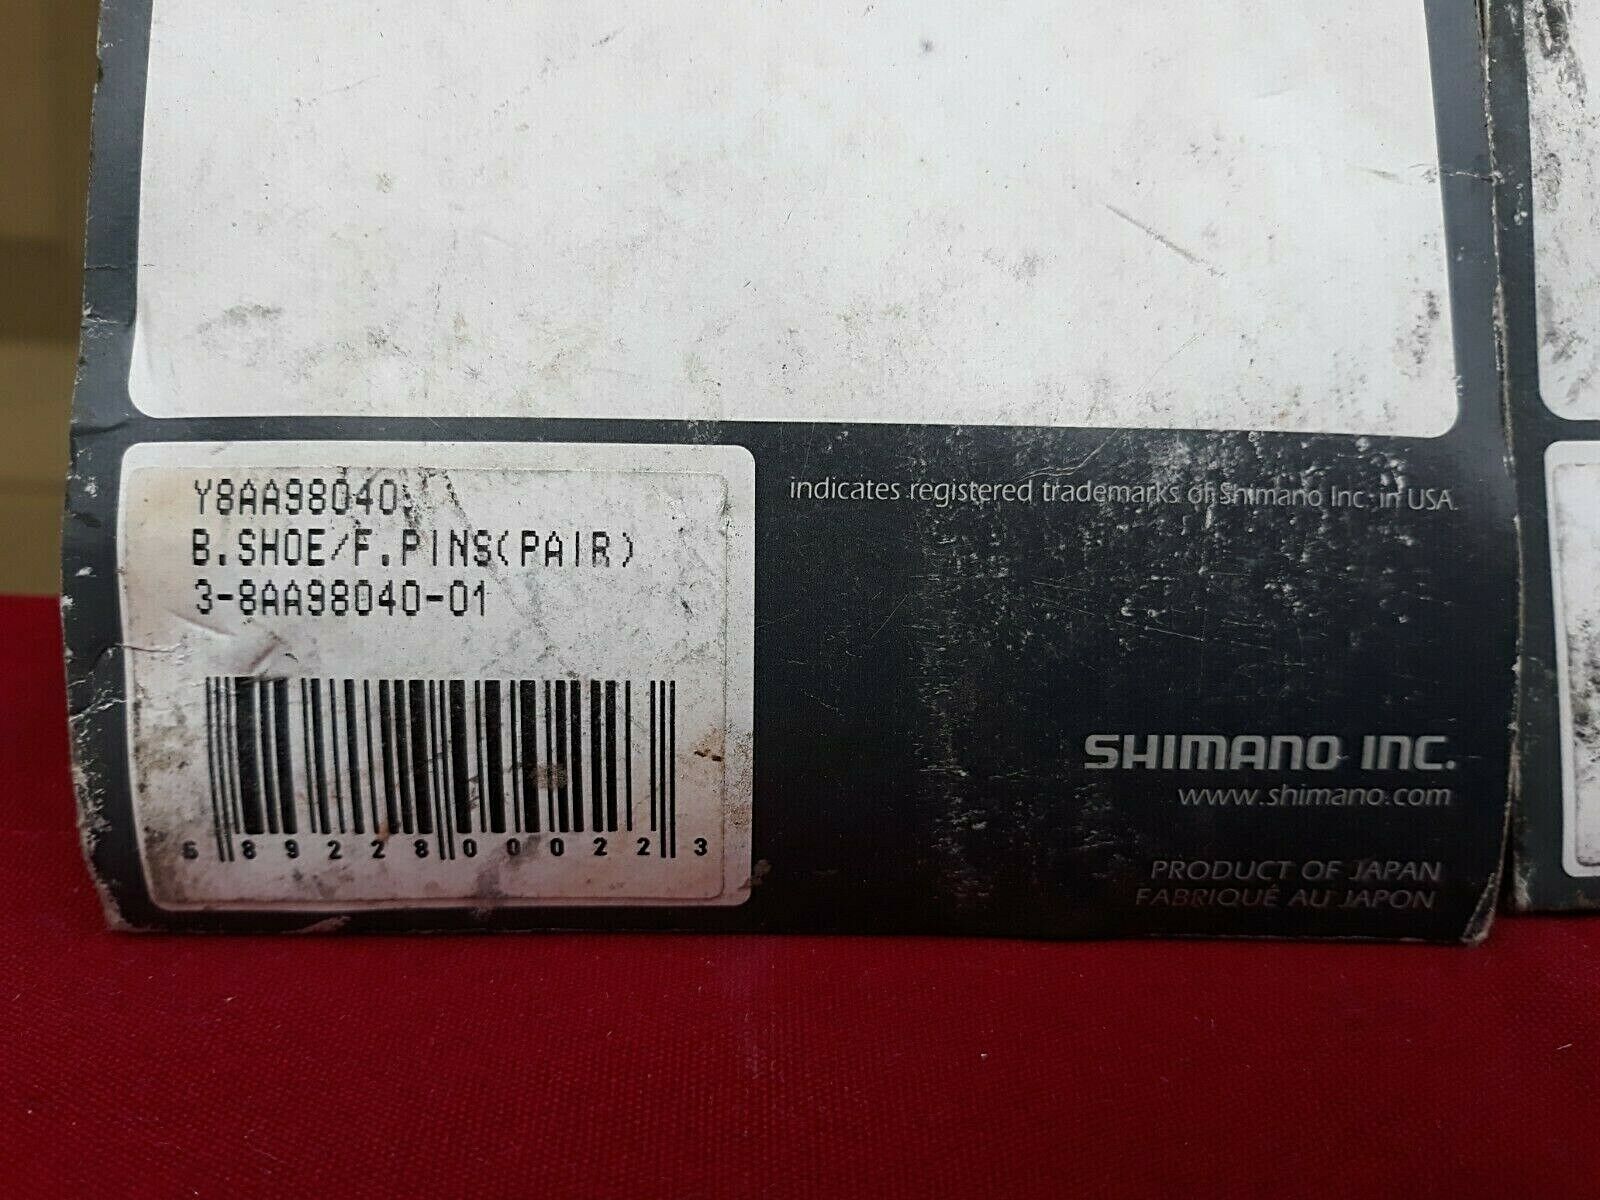 Y8AA98040
B.SHOE/F.PINS(PAIR)
3-8AA98040-01
6 89228 00022 3
indicates registered trademarks of Shimano Inc. in USA.
SHIMANO INC.
www.shimano.com
PRODUCT OF JAPAN
FABRIQUÉ AU JAPON